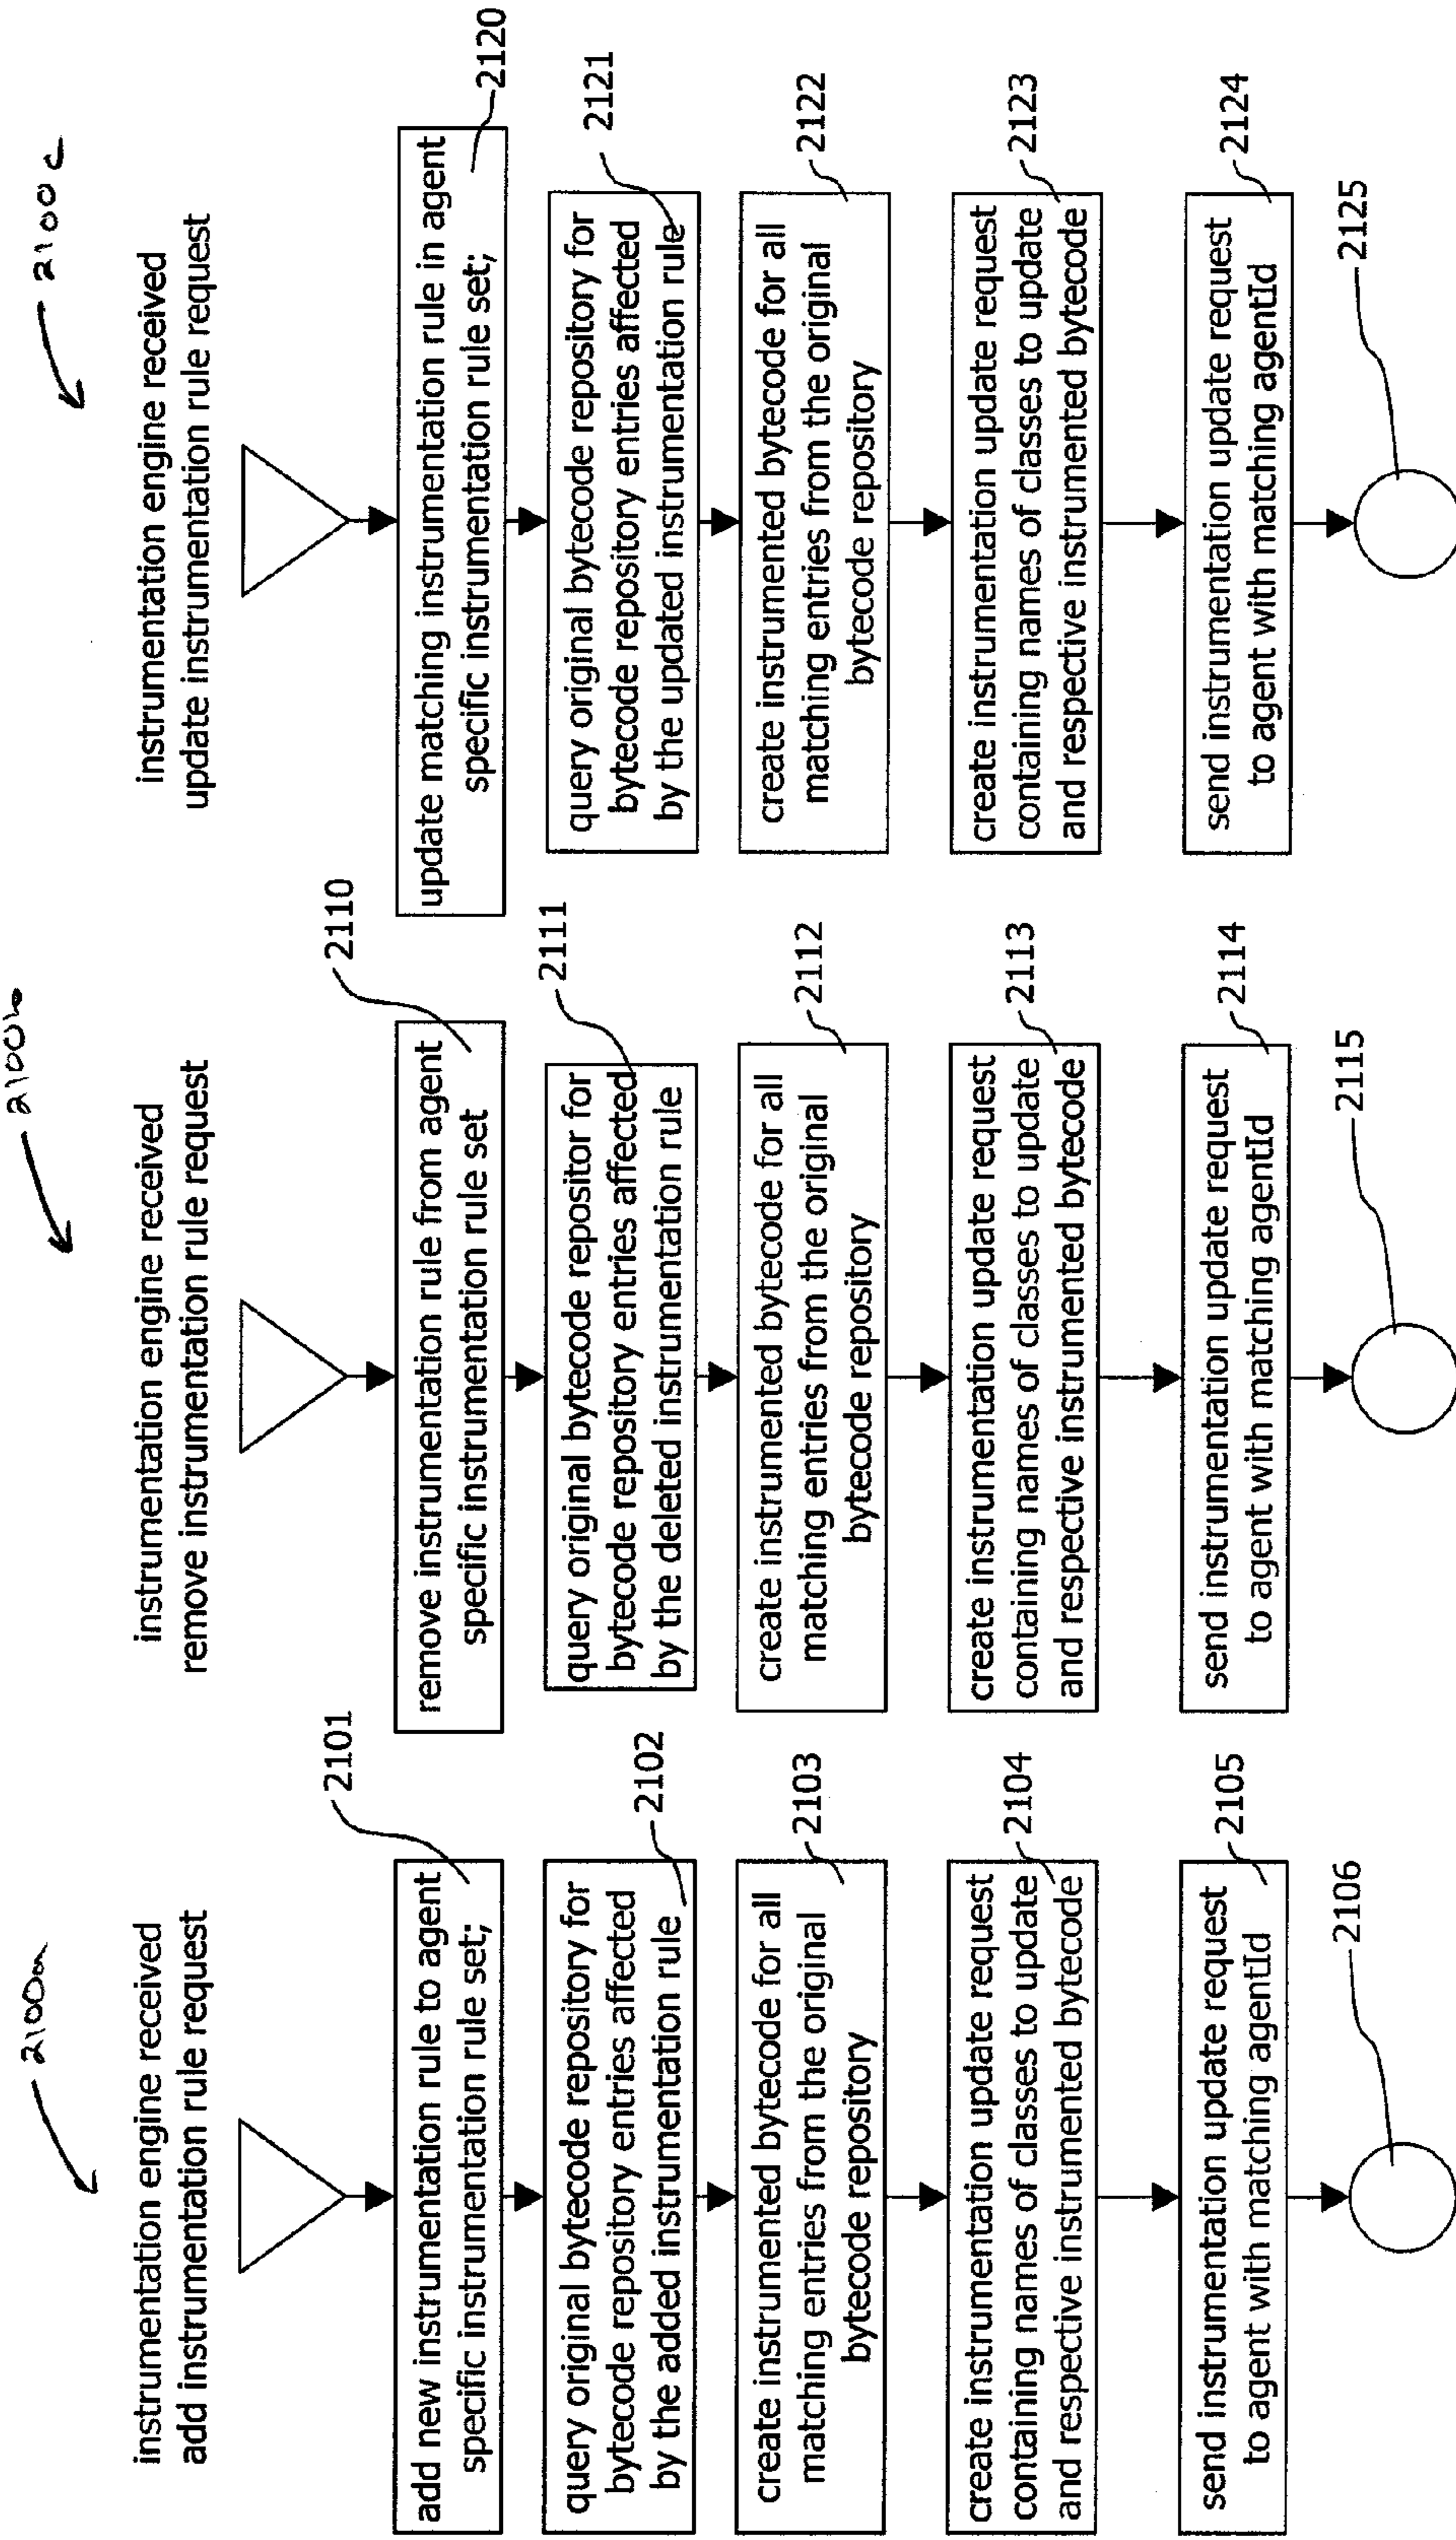 2100a
instrumentation engine received
add instrumentation rule request
add new instrumentation rule to agent
specific instrumentation rule set;
2101
query original bytecode repository for
bytecode repository entries affected
by the added instrumentation rule
2102
create instrumented bytecode for all
matching entries from the original
bytecode repository
2103
create instrumentation update request
containing names of classes to update
and respective instrumented bytecode
2104
send instrumentation update request
to agent with matching agentId
2105
2106
2100b
instrumentation engine received
remove instrumentation rule request
remove instrumentation rule from agent
specific instrumentation rule set
2110
query original bytecode repositor for
bytecode repository entries affected
by the deleted instrumentation rule
2111
create instrumented bytecode for all
matching entries from the original
bytecode repository
2112
create instrumentation update request
containing names of classes to update
and respective instrumented bytecode
2113
send instrumentation update request
to agent with matching agentId
2114
2115
2100c
instrumentation engine received
update instrumentation rule request
update matching instrumentation rule in agent
specific instrumentation rule set;
2120
query original bytecode repository for
bytecode repository entries affected
by the updated instrumentation rule
2121
create instrumented bytecode for all
matching entries from the original
bytecode repository
2122
create instrumentation update request
containing names of classes to update
and respective instrumented bytecode
2123
send instrumentation update request
to agent with matching agentId
2124
2125